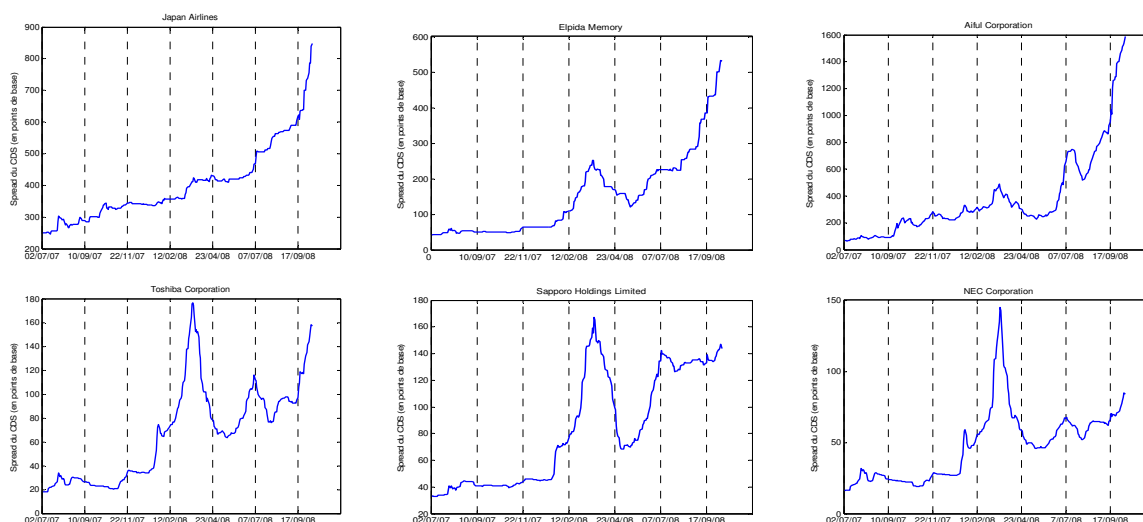 Japan Airlines
Spread du CDS (en points de base)
900
800
700
600
500
400
300
200
02/07/07 10/09/07 22/11/07 12/02/08 23/04/08 07/07/08 17/09/08
Elpida Memory
Spread du CDS (en points de base)
600
500
400
300
200
100
0
0 10/09/07 22/11/07 12/02/08 23/04/08 07/07/08 17/09/08
Aiful Corporation
Spread du CDS (en points de base)
1600
1400
1200
1000
800
600
400
200
0
02/07/07 10/09/07 22/11/07 12/02/08 23/04/08 07/07/08 17/09/08
Toshiba Corporation
Spread du CDS (en points de base)
180
160
140
120
100
80
60
40
20
0
02/07/07 10/09/07 22/11/07 12/02/08 23/04/08 07/07/08 17/09/08
Sapporo Holdings Limited
Spread du CDS (en points de base)
180
160
140
120
100
80
60
40
20
02/07/07 10/09/07 22/11/07 12/02/08 23/04/08 07/07/08 17/09/08
NEC Corporation
Spread du CDS (en points de base)
150
100
50
0
02/07/07 10/09/07 22/11/07 12/02/08 23/04/08 7/07/08 17/09/08